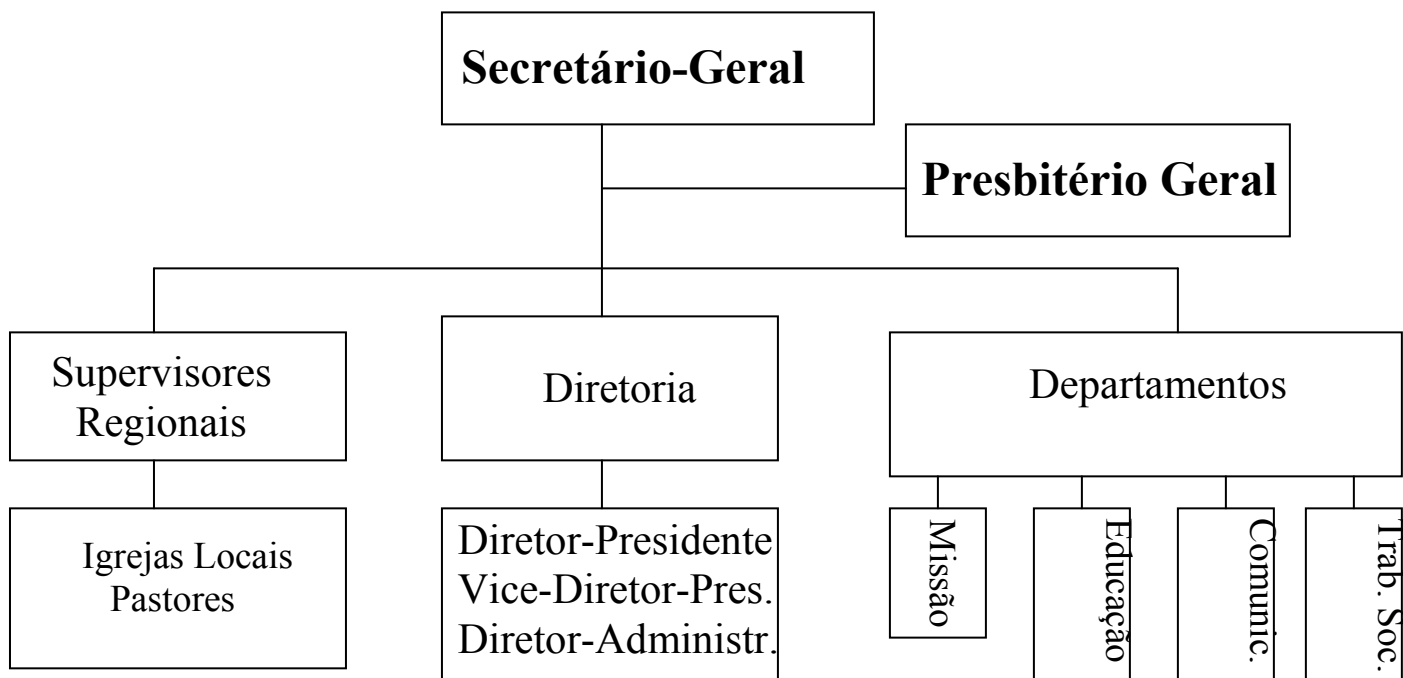 Secretário-Geral
Presbitério Geral
Supervisores
Regionais
Diretoria
Departamentos
Igrejas Locais
Pastores
Diretor-Presidente
Vice-Diretor-Pres.
Diretor-Administr.
Missão
Educação
Comunic.
Trab. Soc.